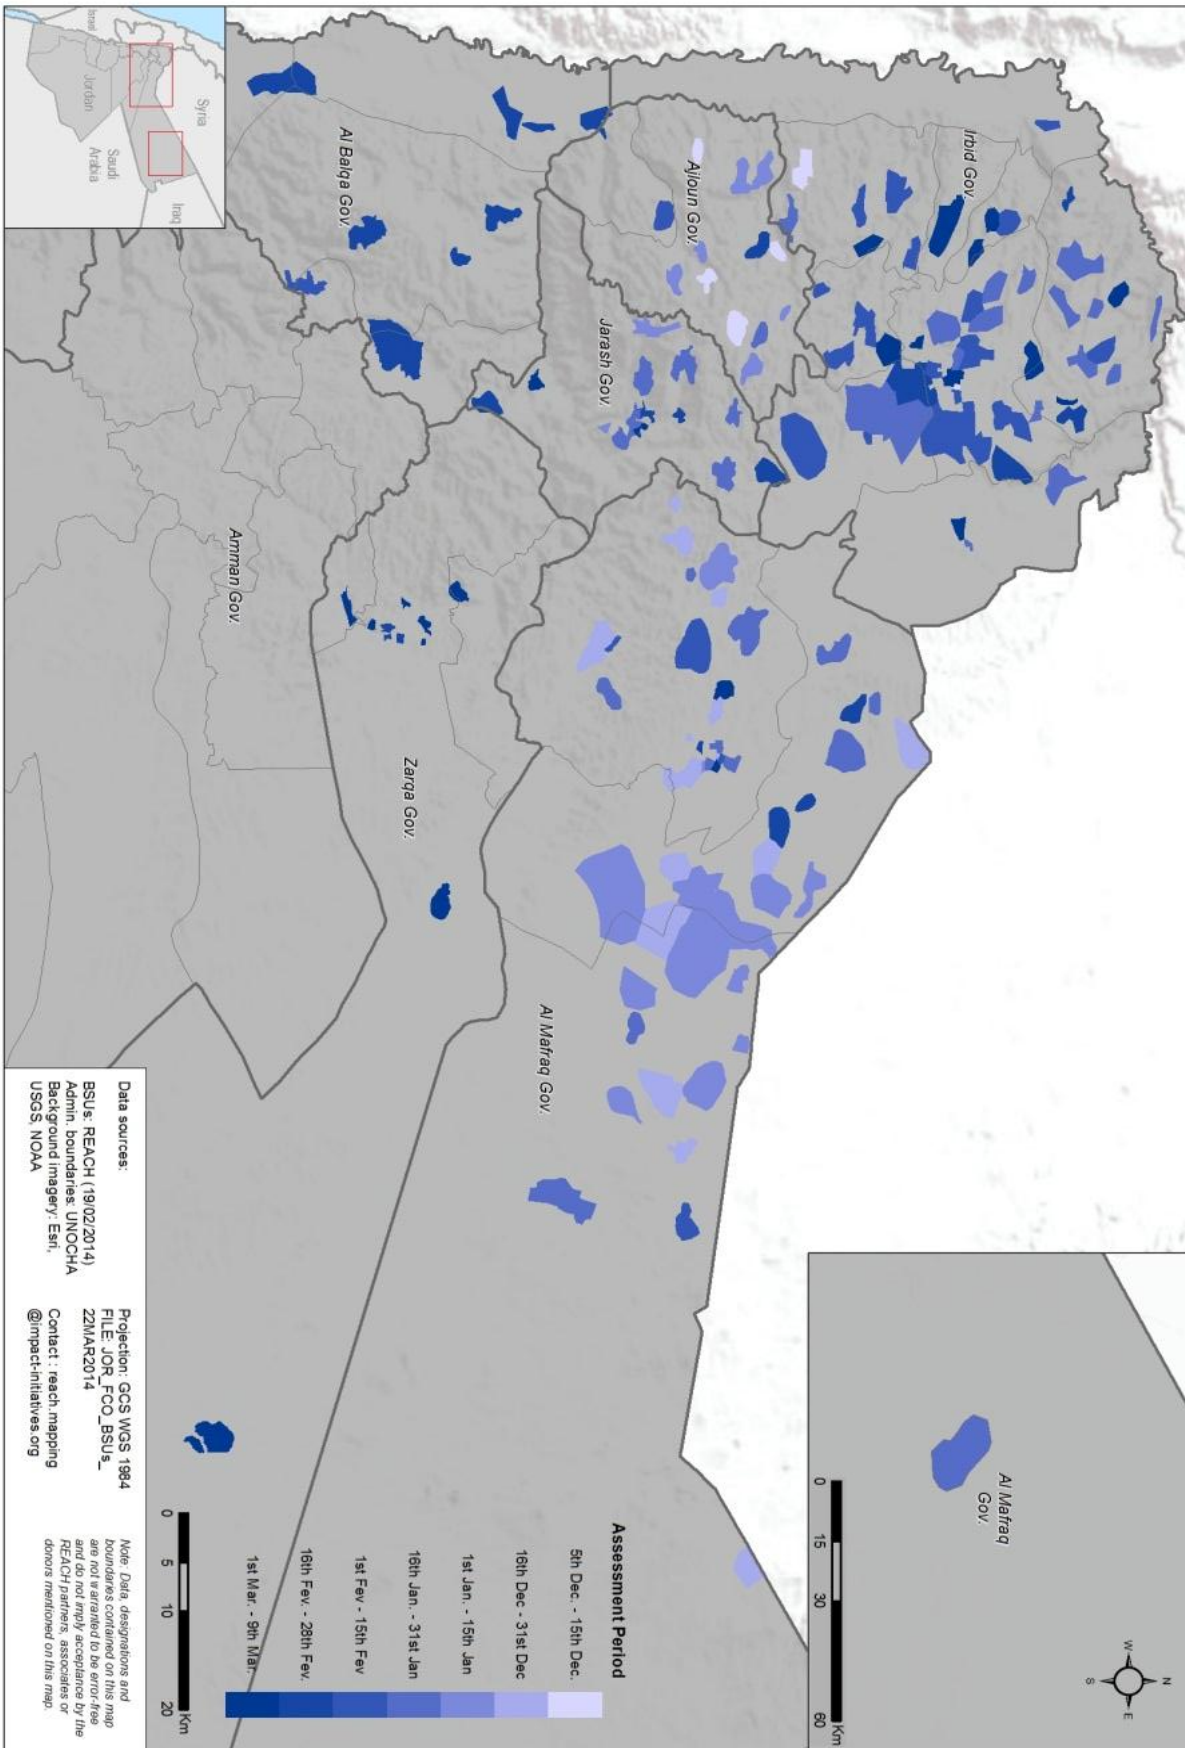 Israel
Jordan
Syria
Saudi
Arabia
Iraq
Irbid Gov.
Ajloun Gov.
Jarash Gov.
Al Balqa Gov.
Amman Gov.
Zarqa Gov.
Al Mafraq Gov.
Al Mafraq
Gov.
0 15 30 60
Km
N
W E
S
Assessment Period
5th Dec. - 15th Dec.
16th Dec - 31st Dec
1st Jan. - 15th Jan
16th Jan. - 31st Jan
1st Fev - 15th Fev
16th Fev. - 28th Fev.
1st Mar. - 9th Mar.
0 5 10 20
Km
Data sources:
BSUs: REACH (19/02/2014)
Admin. boundaries: UNOCHA
Background imagery: Esri,
USGS, NOAA
Projection: GCS WGS 1984
FILE: JOR_FCO_BSUs_
22MAR2014
Contact : reach.mapping
@impact-initiatives.org
Note: Data, designations and
boundaries contained on this map
are not warranted to be error-free
and do not imply acceptance by the
REACH partners, associates or
donors mentioned on this map.